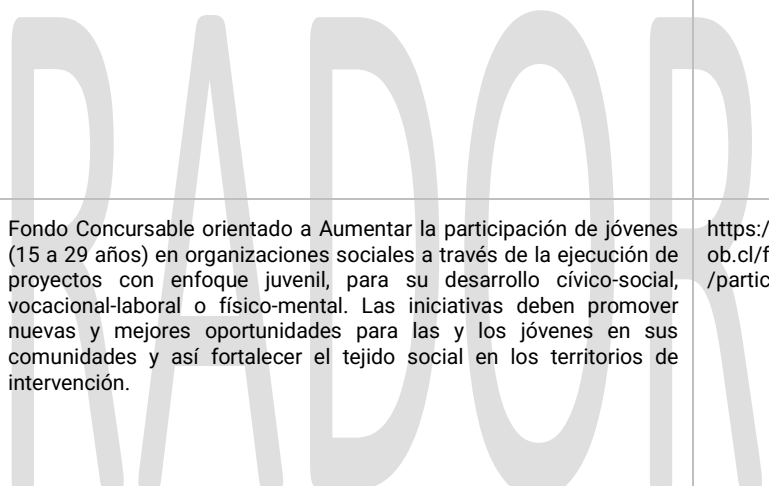 RADOR
Fondo Concursable orientado a Aumentar la participación de jóvenes
(15 a 29 años) en organizaciones sociales a través de la ejecución de
proyectos con enfoque juvenil, para su desarrollo cívico-social,
vocacional-laboral o físico-mental. Las iniciativas deben promover
nuevas y mejores oportunidades para las y los jóvenes en sus
comunidades y así fortalecer el tejido social en los territorios de
intervención.
https:/
ob.cl/f
/partic